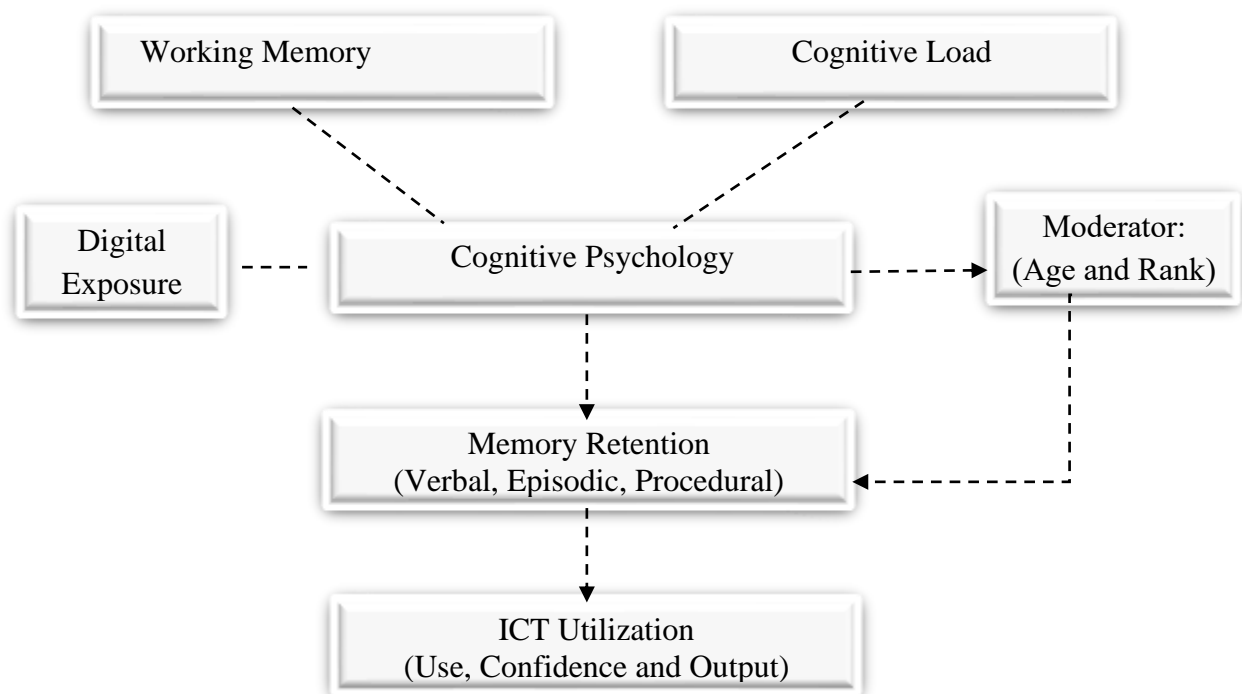 Working Memory
Cognitive Load
Digital
Exposure
Cognitive Psychology
Moderator:
(Age and Rank)
Memory Retention
(Verbal, Episodic, Procedural)
ICT Utilization
(Use, Confidence and Output)